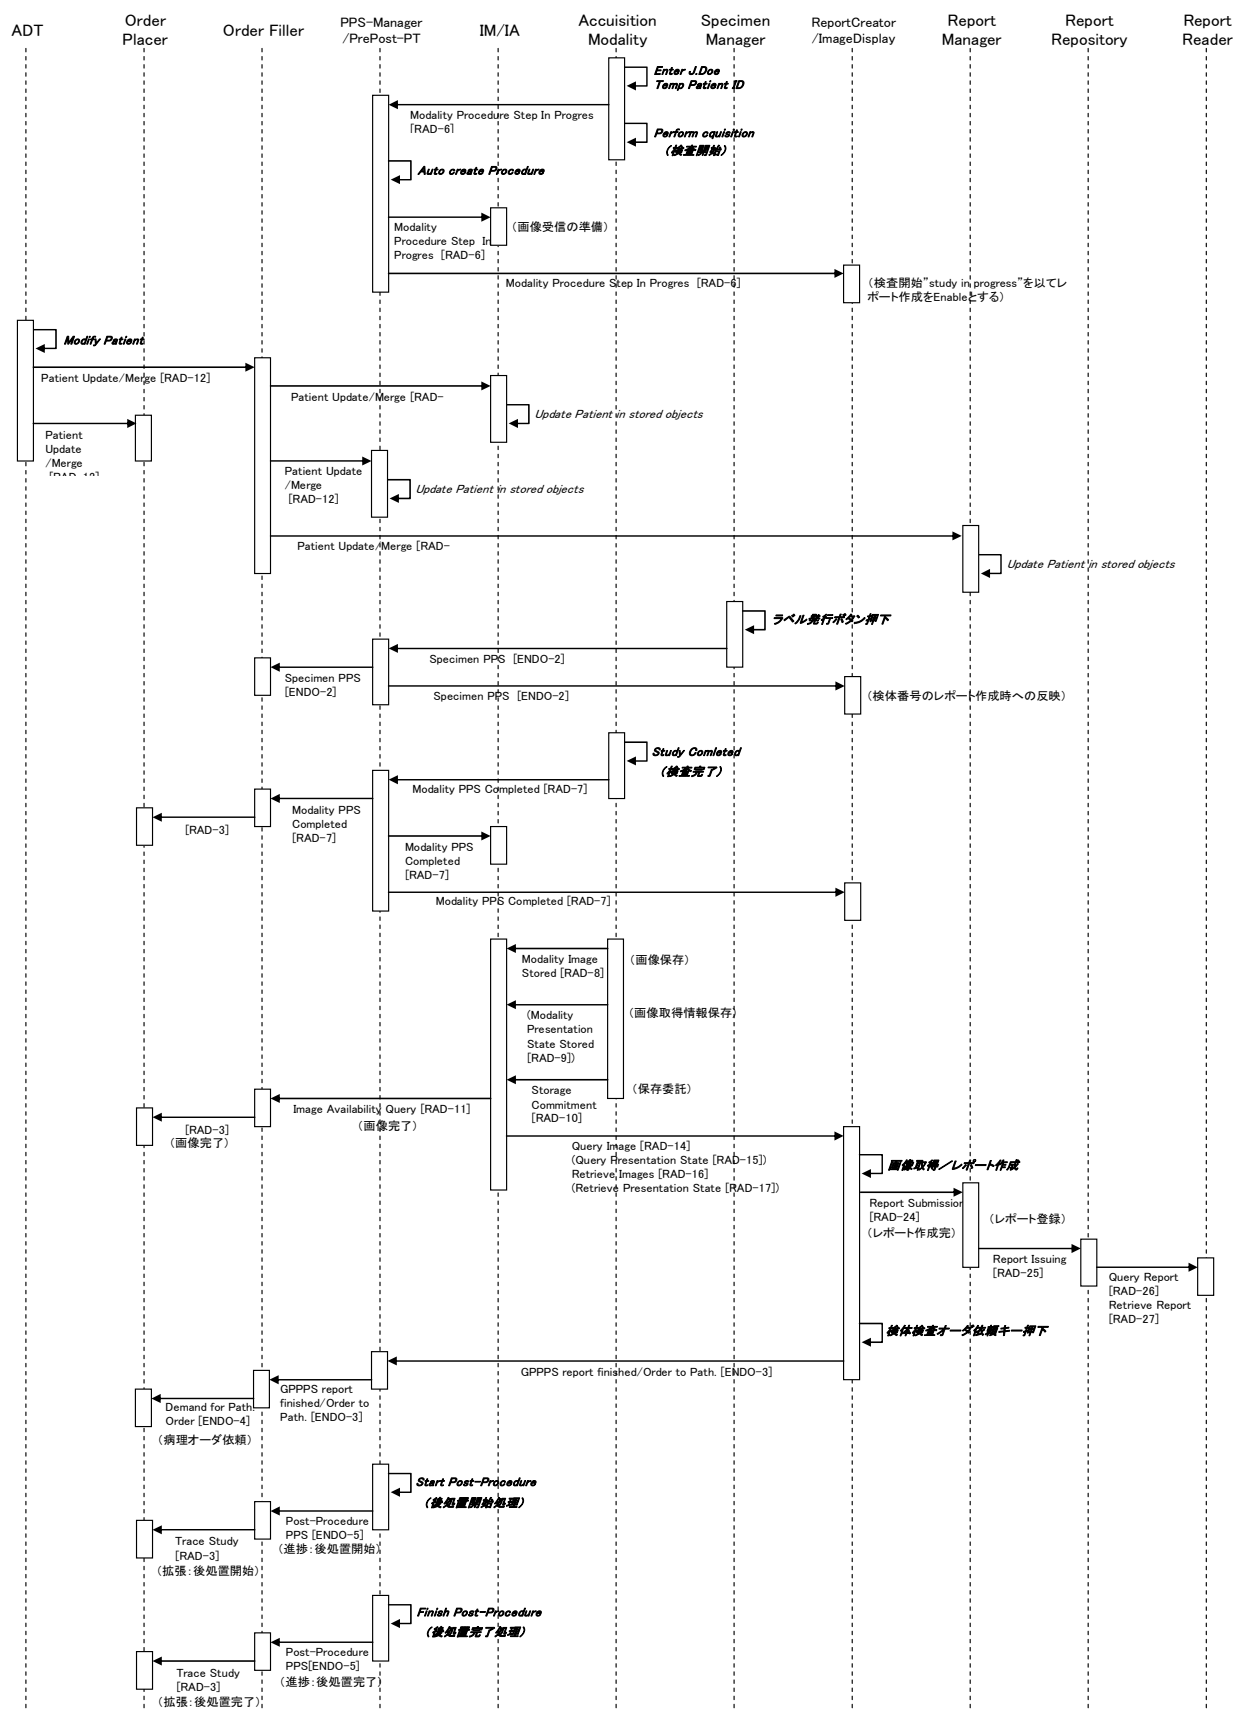 ADT
Order
Placer
Order Filler
PPS-Manager
/PrePost-PT
IM/IA
Accuisition
Modality
Specimen
Manager
ReportCreator
/ImageDisplay
Report
Manager
Report
Repository
Report
Reader
Enter J.Doe
Temp Patient ID
Modality Procedure Step In Progres
[RAD-6]
Perform cquisition
(検査開始)
Auto create Procedure
Modality
Procedure Step In
Progres [RAD-6]
(画像受信の準備)
Modality Procedure Step In Progres [RAD-6]
(検査開始"study in progress"を以てレ
ポート作成をEnableとする)
Modify Patient
Patient Update/Merge [RAD-12]
Patient Update/Merge [RAD-
Update Patient in stored objects
Patient
Update
/Merge
[RAD-12]
Patient Update
/Merge
[RAD-12]
Update Patient in stored objects
Patient Update/Merge [RAD-
Update Patient in stored objects
ラベル発行ボタン押下
Specimen PPS [ENDO-2]
Specimen PPS
[ENDO-2]
Specimen PPS [ENDO-2]
(検体番号のレポート作成時への反映)
Study Comleted
(検査完了)
Modality PPS Completed [RAD-7]
Modality PPS
Completed
[RAD-7]
[RAD-3]
Modality PPS
Completed
[RAD-7]
Modality PPS Completed [RAD-7]
Modality Image
Stored [RAD-8]
(画像保存)
(Modality
Presentation
State Stored
[RAD-9])
(画像取得情報保存)
Storage
Commitment
[RAD-10]
(保存委託)
Image Availability Query [RAD-11]
(画像完了)
[RAD-3]
(画像完了)
Query Image [RAD-14]
(Query Presentation State [RAD-15])
Retrieve Images [RAD-16]
(Retrieve Presentation State [RAD-17])
画像取得/レポート作成
Report Submission
[RAD-24]
(レポート作成完)
(レポート登録)
Report Issuing
[RAD-25]
Query Report
[RAD-26]
Retrieve Report
[RAD-27]
検体検査オーダ依頼キー押下
GPPPS report finished/Order to Path. [ENDO-3]
GPPPS report
finished/Order to
Path. [ENDO-3]
Demand for Path.
Order [ENDO-4]
(病理オーダ依頼)
Start Post-Procedure
(後処置開始処理)
Post-Procedure
PPS [ENDO-5]
(進捗:後処置開始)
Trace Study
[RAD-3]
(拡張:後処置開始)
Finish Post-Procedure
(後処置完了処理)
Post-Procedure
PPS[ENDO-5]
(進捗:後処置完了)
Trace Study
[RAD-3]
(拡張:後処置完了)